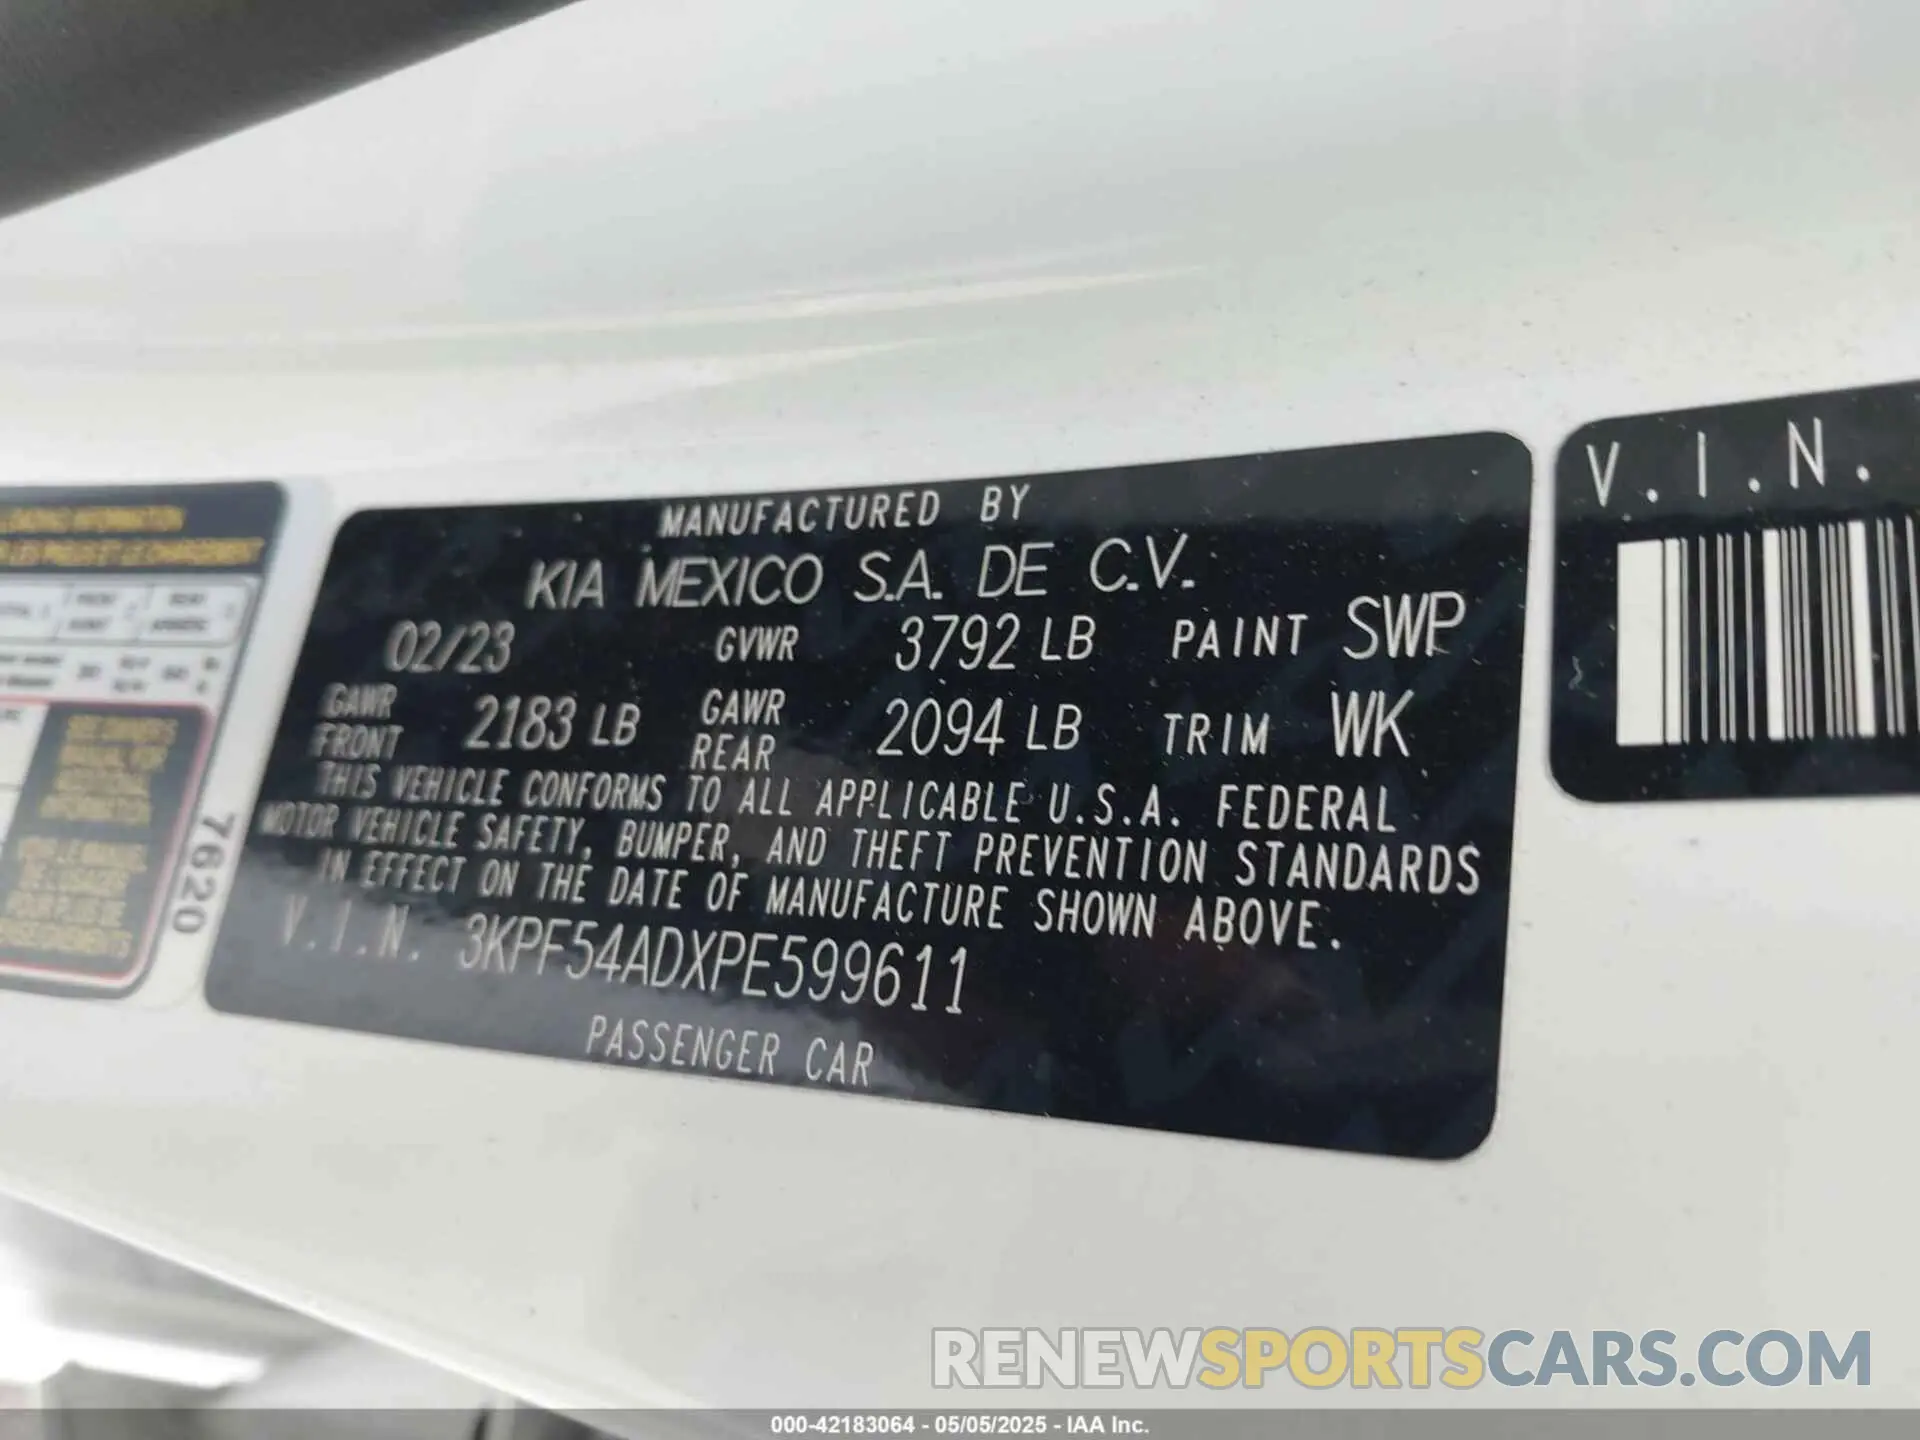 MANUFACTURED BY
KIA MEXICO S.A. DE C.V.
02/23 GVWR 3792 LB PAINT SWP
GAWR FRONT 2183 LB GAWR REAR 2094 LB TRIM WK
THIS VEHICLE CONFORMS TO ALL APPLICABLE U.S.A. FEDERAL
MOTOR VEHICLE SAFETY, BUMPER, AND THEFT PREVENTION STANDARDS
IN EFFECT ON THE DATE OF MANUFACTURE SHOWN ABOVE.
V.I.N. 3KPF54ADXPE599611
PASSENGER CAR
V.I.N.
7620
RENEWSPORTSCARS.COM
000-42183064 - 05/05/2025 - IAA Inc.